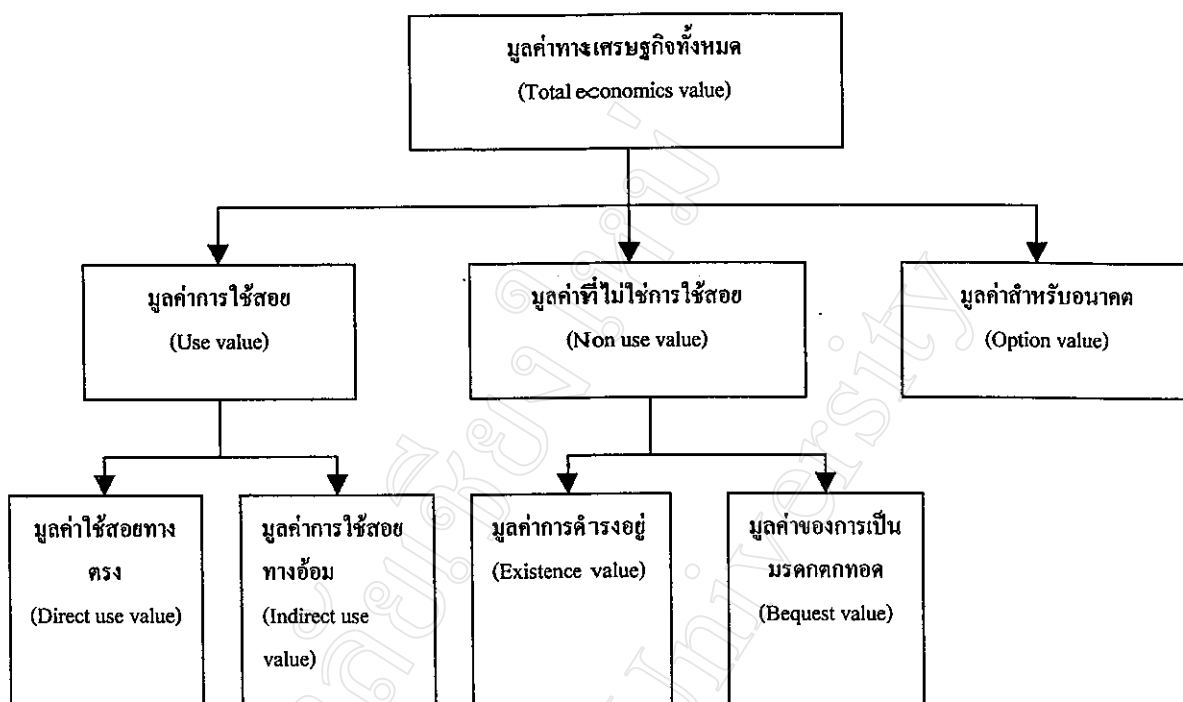 มูลค่าทางเศรษฐกิจทั้งหมด
(Total economics value)
มูลค่าการใช้สอย
(Use value)
มูลค่าที่ไม่ใช่การใช้สอย
(Non use value)
มูลค่าสำหรับอนาคต
(Option value)
มูลค่าใช้สอยทาง
ตรง
(Direct use value)
มูลค่าการใช้สอย
ทางอ้อม
(Indirect use
value)
มูลค่าการดำรงอยู่
(Existence value)
มูลค่าของการเป็น
มรดกตกทอด
(Bequest value)
University